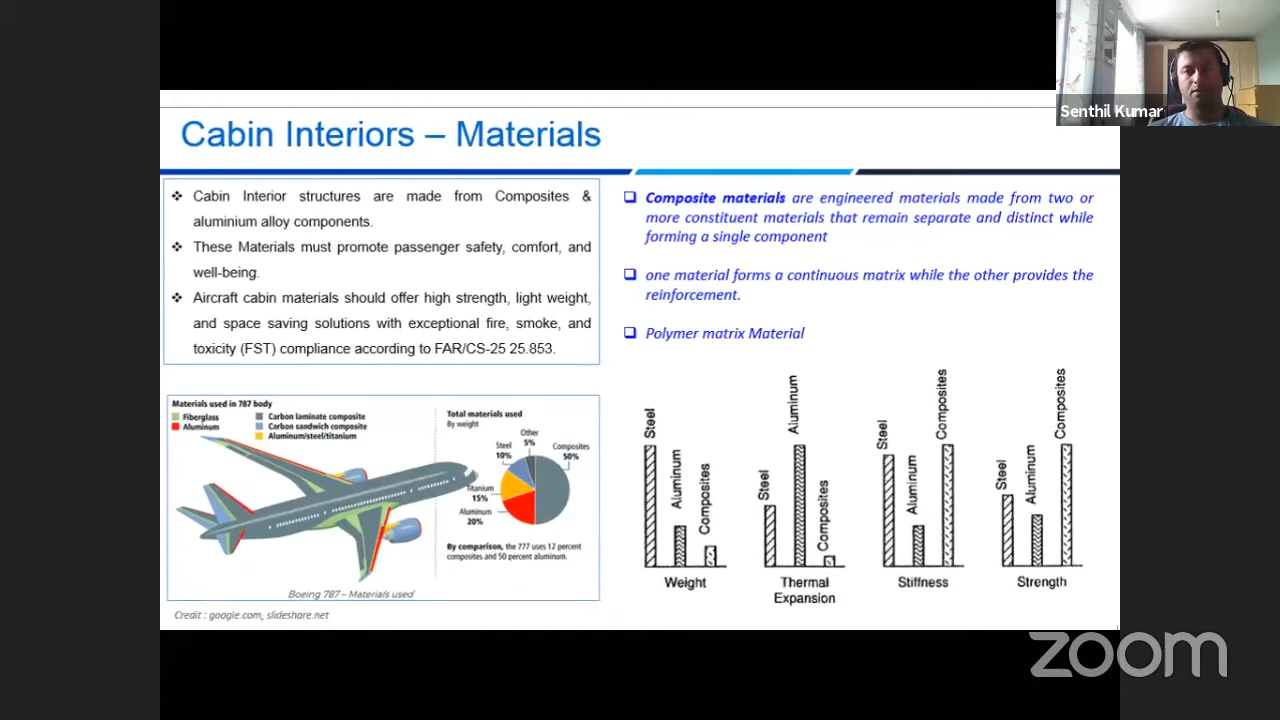 Senthil Kumar
Cabin Interiors – Materials
❖ Cabin Interior structures are made from Composites &
aluminium alloy components.
❖ These Materials must promote passenger safety, comfort, and
well-being.
❖ Aircraft cabin materials should offer high strength, light weight,
and space saving solutions with exceptional fire, smoke, and
toxicity (FST) compliance according to FAR/CS-25 25.853.
❑ Composite materials are engineered materials made from two or
more constituent materials that remain separate and distinct while
forming a single component
❑ one material forms a continuous matrix while the other provides the
reinforcement.
❑ Polymer matrix Material
Materials used in 787 body
Fiberglass
Aluminum
Carbon laminate composite
Carbon sandwich composite
Aluminum/steel/titanium
Total materials used
By weight
Other
5%
Steel
10%
Composites
50%
Titanium
15%
Aluminum
20%
By comparison, the 777 uses 12 percent
composites and 50 percent aluminum.
Boeing 787 – Materials used
Credit : google.com, slideshare.net
Steel
Aluminum
Composites
Weight
Steel
Aluminum
Composites
Thermal
Expansion
Steel
Aluminum
Composites
Stiffness
Steel
Aluminum
Composites
Strength
zoom